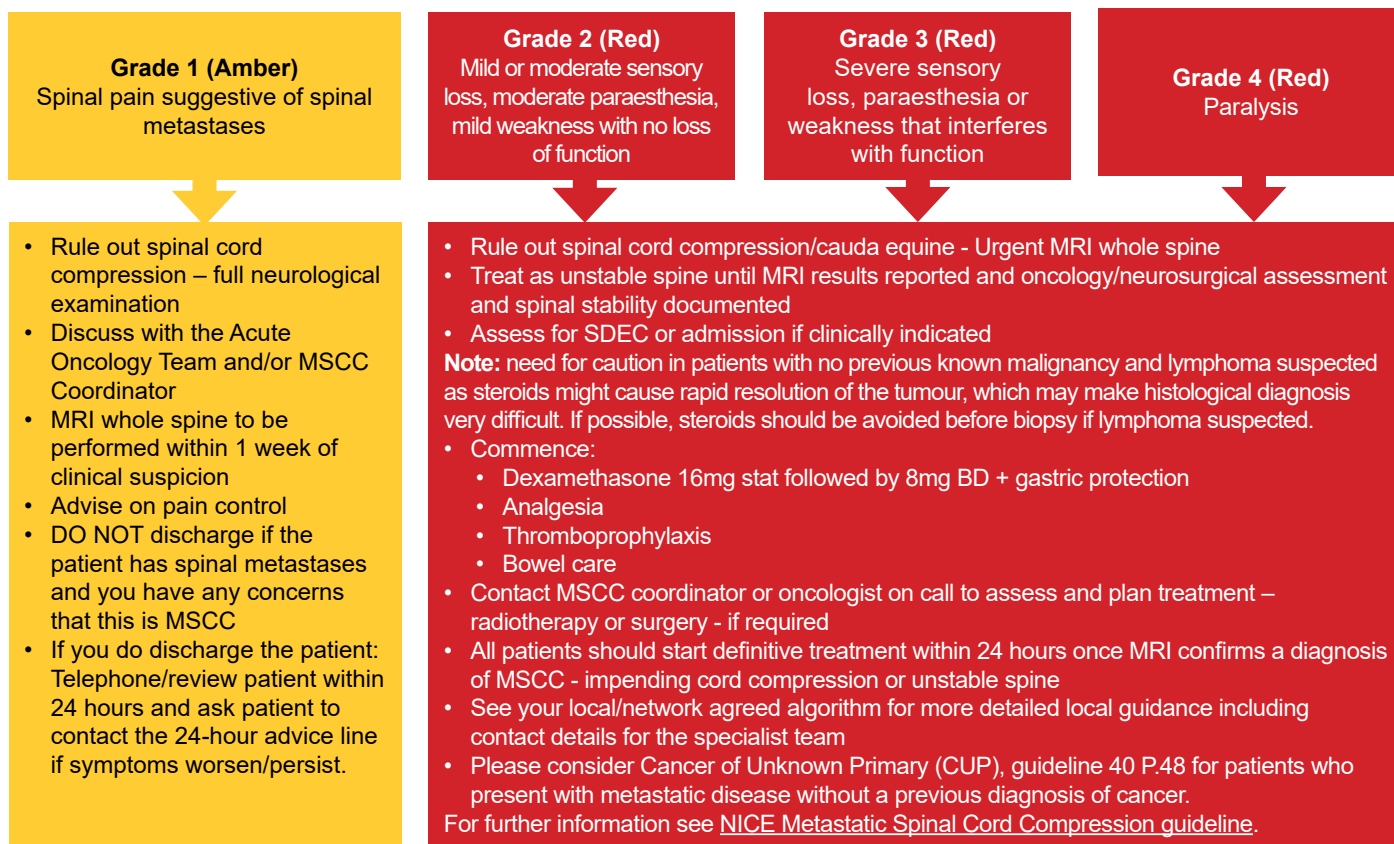 Grade 1 (Amber)
Spinal pain suggestive of spinal
metastases
Grade 2 (Red)
Mild or moderate sensory
loss, moderate paraesthesia,
mild weakness with no loss
of function
Grade 3 (Red)
Severe sensory
loss, paraesthesia or
weakness that interferes
with function
Grade 4 (Red)
Paralysis
• Rule out spinal cord
compression – full neurological
examination
• Discuss with the Acute
Oncology Team and/or MSCC
Coordinator
• MRI whole spine to be
performed within 1 week of
clinical suspicion
• Advise on pain control
• DO NOT discharge if the
patient has spinal metastases
and you have any concerns
that this is MSCC
• If you do discharge the patient:
Telephone/review patient within
24 hours and ask patient to
contact the 24-hour advice line
if symptoms worsen/persist.
• Rule out spinal cord compression/cauda equine - Urgent MRI whole spine
• Treat as unstable spine until MRI results reported and oncology/neurosurgical assessment
and spinal stability documented
• Assess for SDEC or admission if clinically indicated
Note: need for caution in patients with no previous known malignancy and lymphoma suspected
as steroids might cause rapid resolution of the tumour, which may make histological diagnosis
very difficult. If possible, steroids should be avoided before biopsy if lymphoma suspected.
• Commence:
• Dexamethasone 16mg stat followed by 8mg BD + gastric protection
• Analgesia
• Thromboprophylaxis
• Bowel care
• Contact MSCC coordinator or oncologist on call to assess and plan treatment –
radiotherapy or surgery - if required
• All patients should start definitive treatment within 24 hours once MRI confirms a diagnosis
of MSCC - impending cord compression or unstable spine
• See your local/network agreed algorithm for more detailed local guidance including
contact details for the specialist team
• Please consider Cancer of Unknown Primary (CUP), guideline 40 P.48 for patients who
present with metastatic disease without a previous diagnosis of cancer.
For further information see NICE Metastatic Spinal Cord Compression guideline.